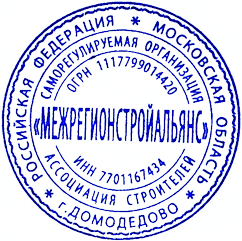 РОССИЙСКАЯ ФЕДЕРАЦИЯ * МОСКОВСКАЯ ОБЛАСТЬ *
г. ДОМОДЕДОВО
САМОРЕГУЛИРУЕМАЯ ОРГАНИЗАЦИЯ
ОГРН 1117799014420
«МЕЖРЕГИОНСТРОЙАЛЬЯНС»
ИНН 7701167434
АССОЦИАЦИЯ СТРОИТЕЛЕЙ